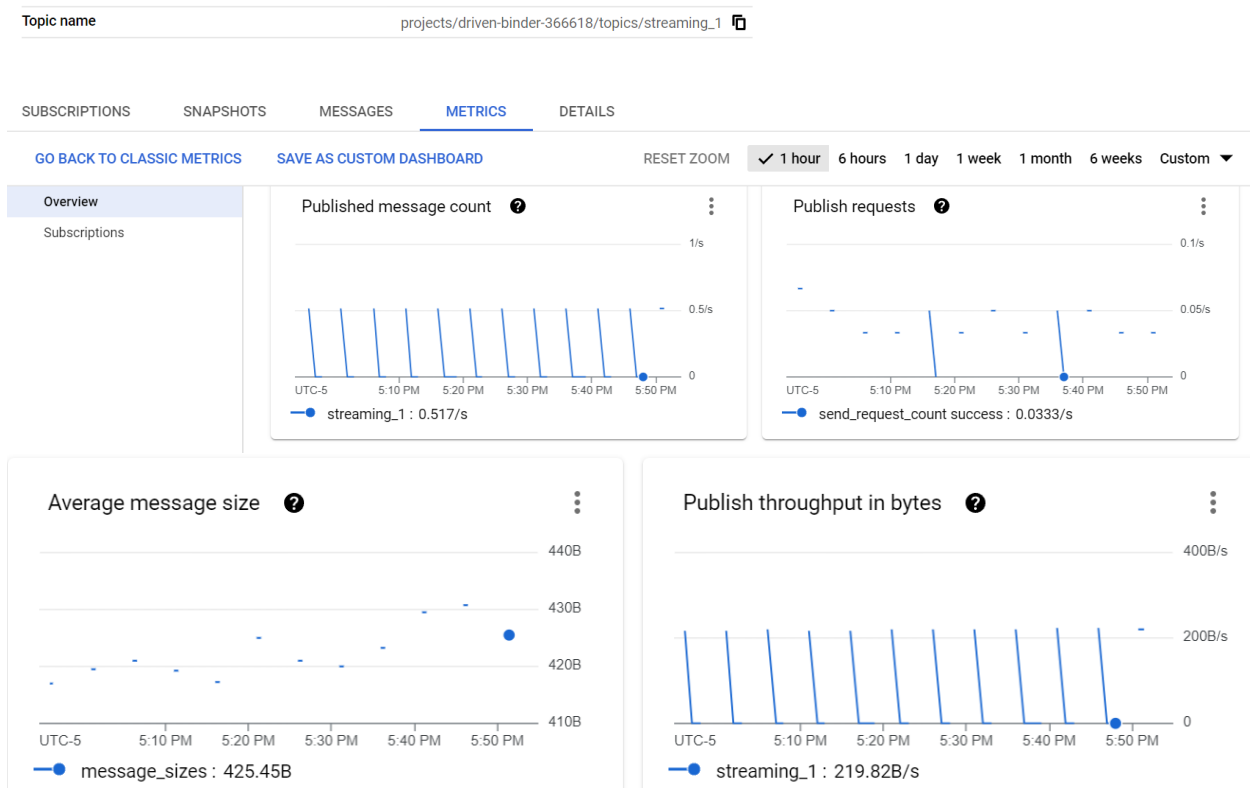 Topic name projects/driven-binder-366618/topics/streaming_1
SUBSCRIPTIONS SNAPSHOTS MESSAGES METRICS DETAILS
GO BACK TO CLASSIC METRICS SAVE AS CUSTOM DASHBOARD RESET ZOOM 1 hour 6 hours 1 day 1 week 1 month 6 weeks Custom
Overview
Subscriptions
Published message count ?
1/s
0.5/s
0
UTC-5 5:10 PM 5:20 PM 5:30 PM 5:40 PM 5:50 PM
streaming_1 : 0.517/s
Publish requests ?
0.1/s
0.05/s
0
UTC-5 5:10 PM 5:20 PM 5:30 PM 5:40 PM 5:50 PM
send_request_count success : 0.0333/s
Average message size ?
440B
430B
420B
410B
UTC-5 5:10 PM 5:20 PM 5:30 PM 5:40 PM 5:50 PM
message_sizes : 425.45B
Publish throughput in bytes ?
400B/s
200B/s
0
UTC-5 5:10 PM 5:20 PM 5:30 PM 5:40 PM 5:50 PM
streaming_1 : 219.82B/s